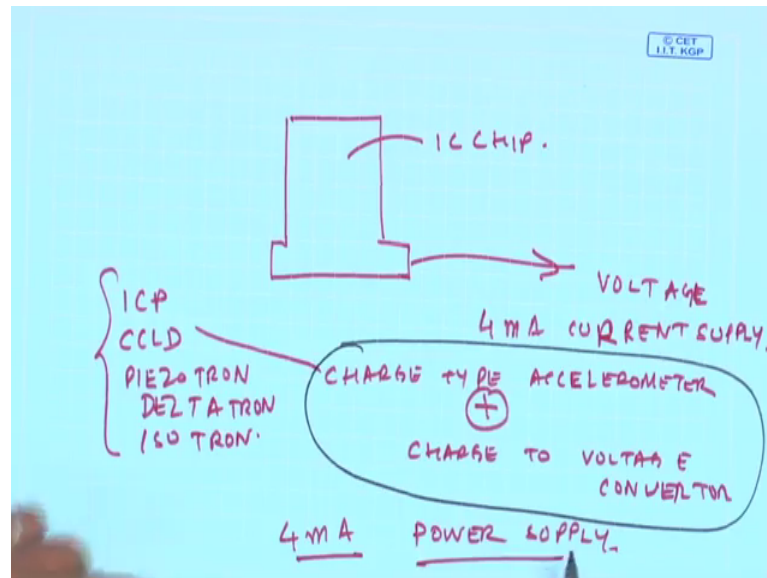 © CET
I.I.T. KGP
IC CHIP.
VOLTAGE
4 mA CURRENT SUPPLY.
ICP
CCLD
PIEZOTRON
DELTATRON
ISOTRON.
CHARGE TYPE ACCELEROMETER
+
CHARGE TO VOLTAGE
CONVERTOR
4 mA POWER SUPPLY.